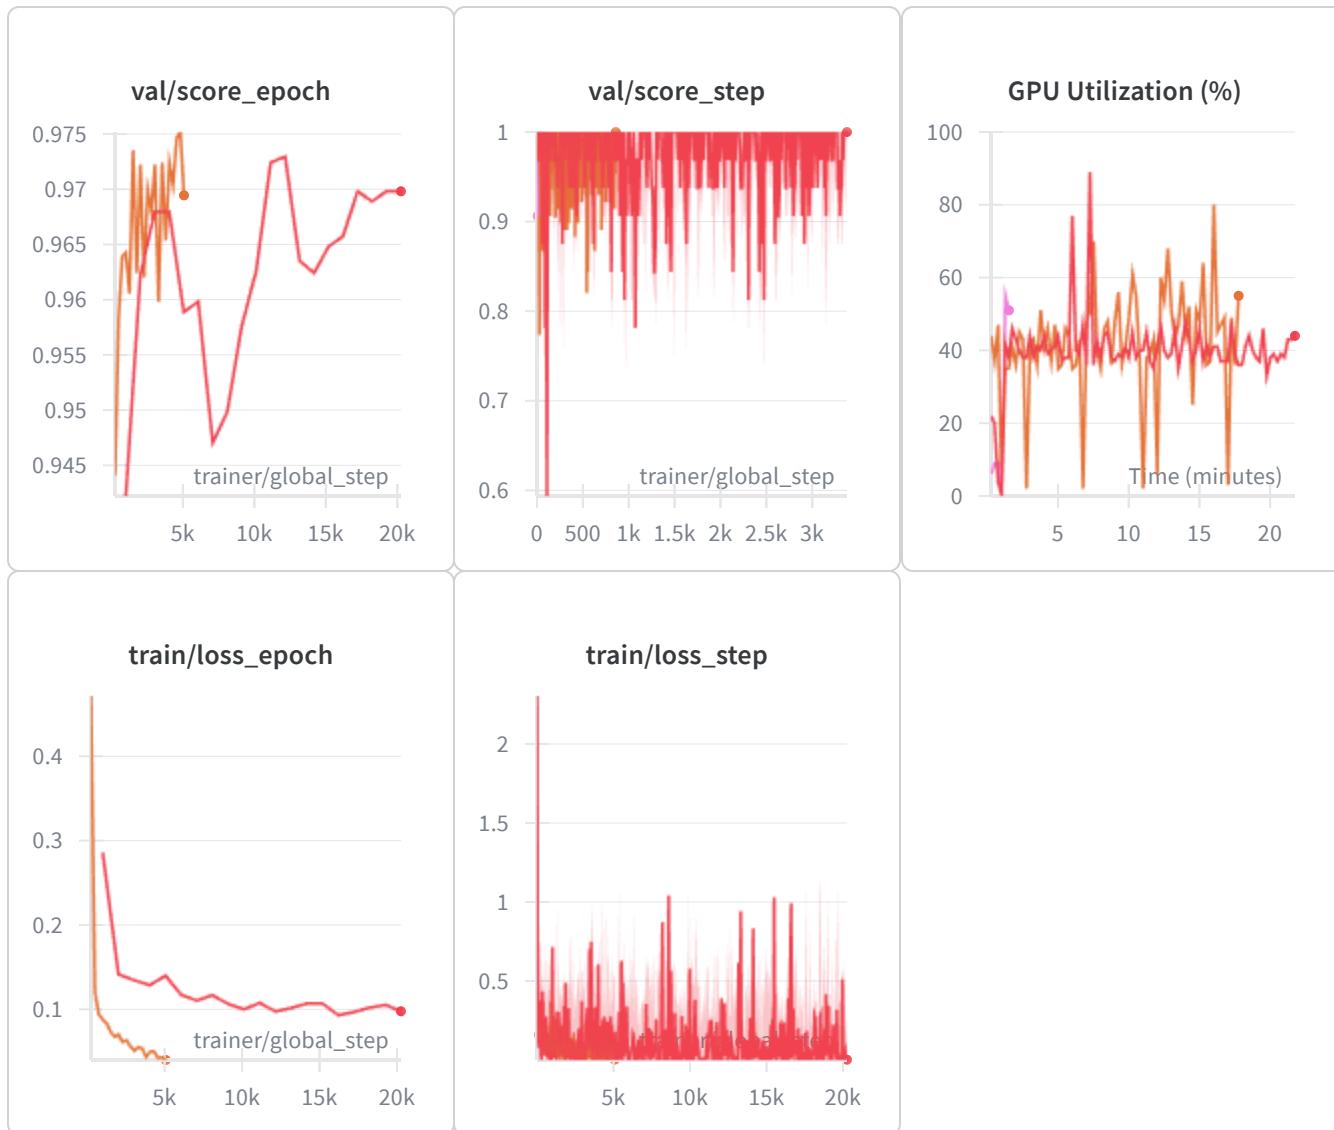 val/score_epoch
0.975
0.97
0.965
0.96
0.955
0.95
0.945
trainer/global_step
5k 10k 15k 20k
val/score_step
1
0.9
0.8
0.7
0.6
trainer/global_step
0 500 1k 1.5k 2k 2.5k 3k
GPU Utilization (%)
100
80
60
40
20
0
Time (minutes)
5 10 15 20
train/loss_epoch
0.4
0.3
0.2
0.1
trainer/global_step
5k 10k 15k 20k
train/loss_step
2
1.5
1
0.5
trainer/global_step
5k 10k 15k 20k